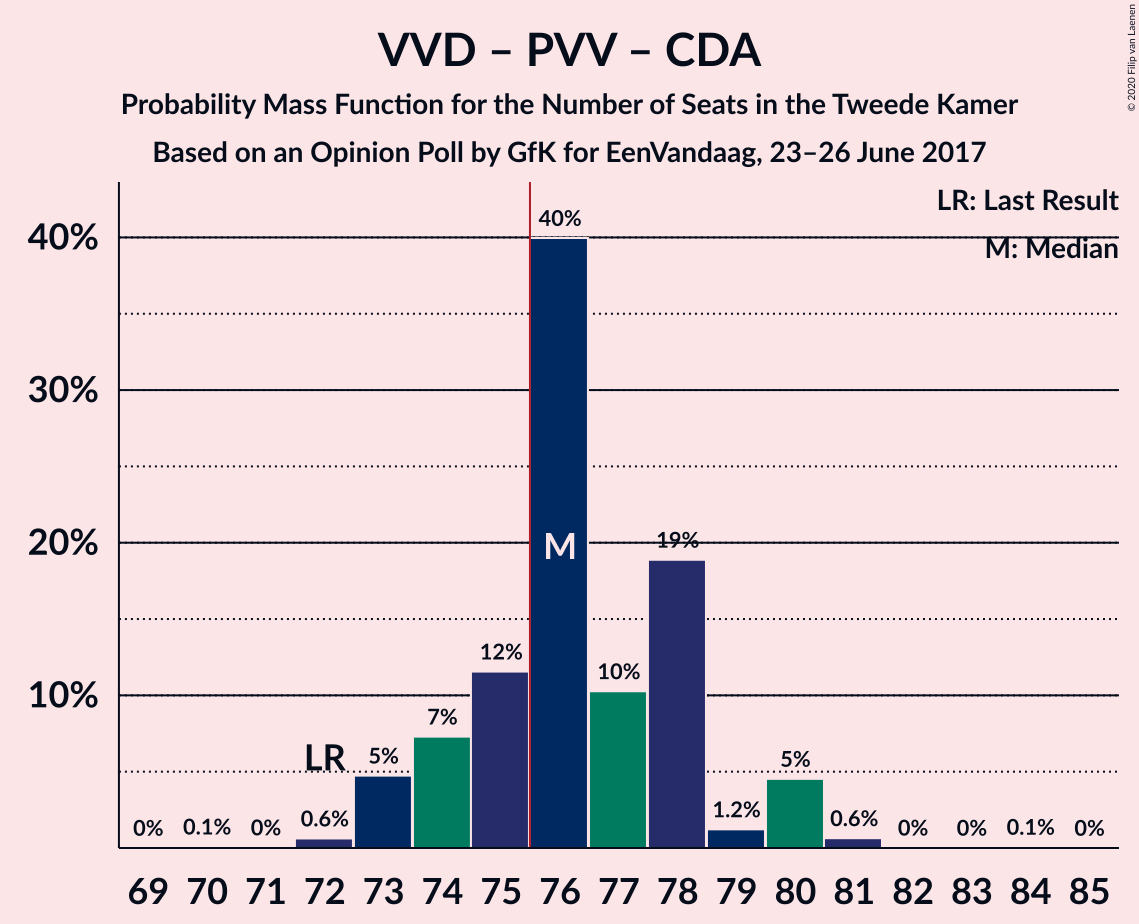 VVD – PVV – CDA
Probability Mass Function for the Number of Seats in the Tweede Kamer
Based on an Opinion Poll by GfK for EenVandaag, 23–26 June 2017
© 2020 Filip van Laenen
LR: Last Result
M: Median
40%
30%
20%
10%
0%
0.1%
0%
0.6%
LR
5%
7%
12%
40%
M
10%
19%
1.2%
5%
0.6%
0%
0%
0.1%
0%
69 70 71 72 73 74 75 76 77 78 79 80 81 82 83 84 85